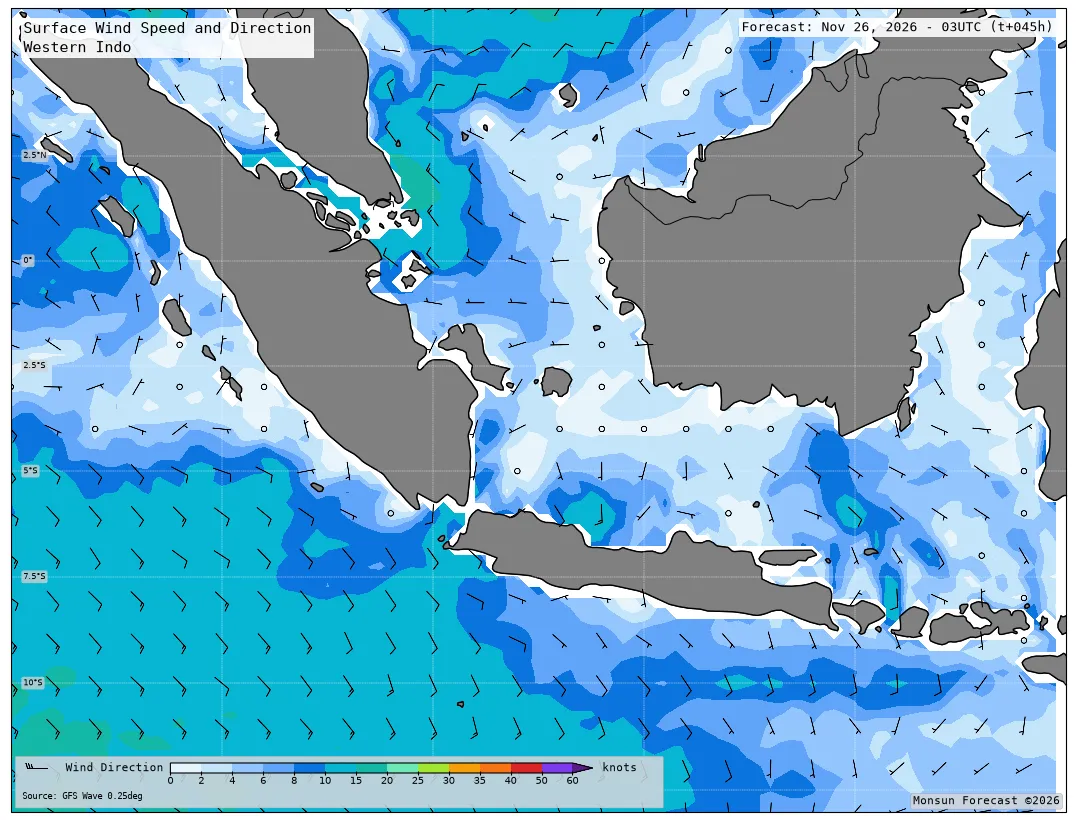 Surface Wind Speed and Direction
Western Indo
Forecast: Nov 26, 2026 - 03UTC (t+045h)
2.5°N
0°
2.5°S
5°S
7.5°S
10°S
Wind Direction
knots
0 2 4 6 8 10 15 20 25 30 35 40 50 60
Source: GFS Wave 0.25deg
Monsun Forecast ©2026